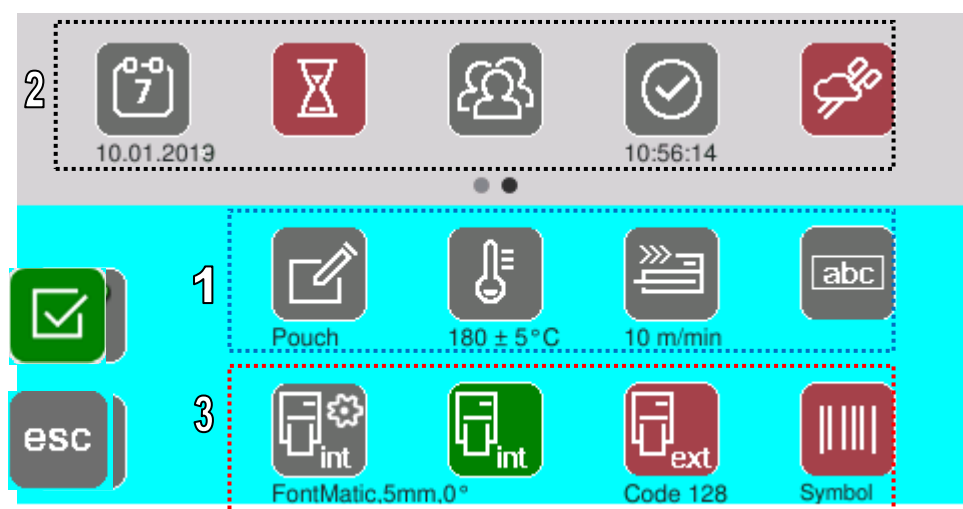 2
7
10.01.2019
10:56:14
1
abc
Pouch
180 ± 5°C
10 m/min
esc
3
int
int
ext
FontMatic,5mm,0°
Code 128
Symbol